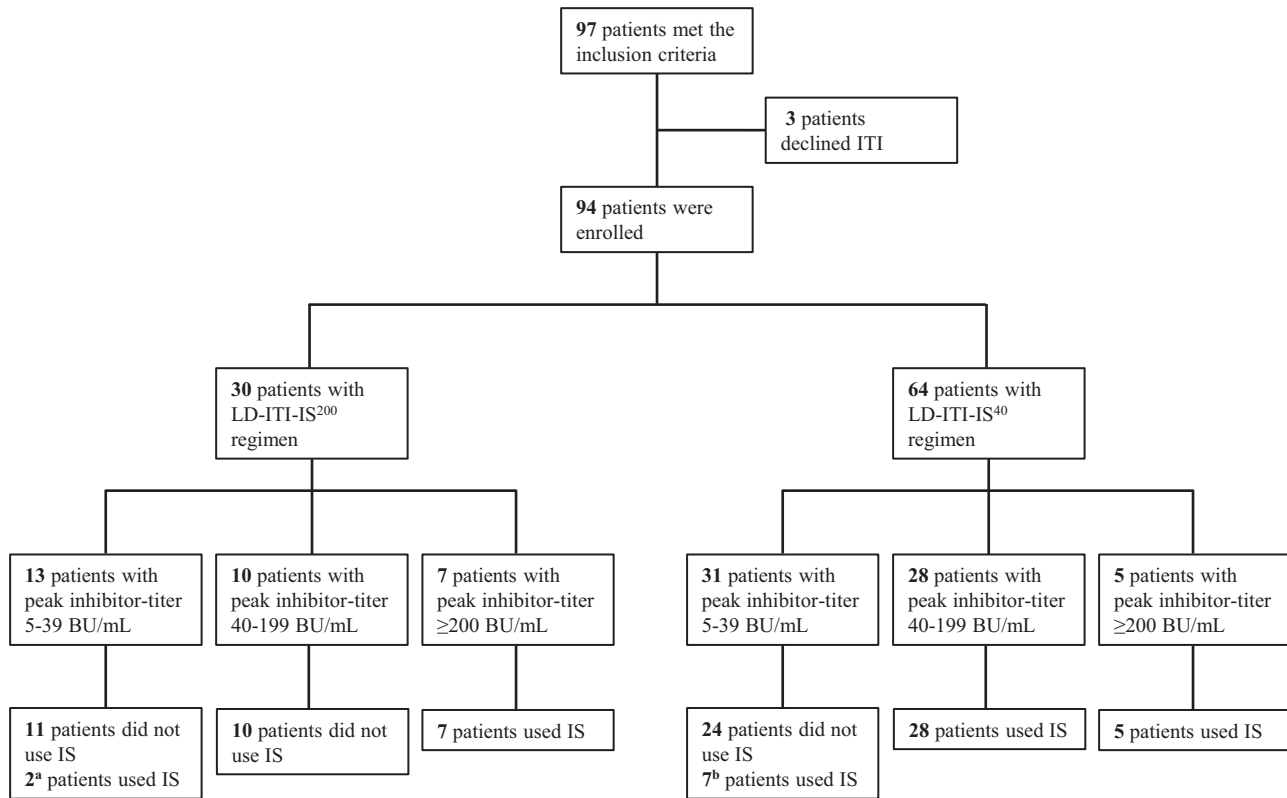 97 patients met the
inclusion criteria
3 patients
declined ITI
94 patients were
enrolled
30 patients with
LD-ITI-IS²⁰⁰
regimen
64 patients with
LD-ITI-IS⁴⁰
regimen
13 patients with
peak inhibitor-titer
5-39 BU/mL
10 patients with
peak inhibitor-titer
40-199 BU/mL
7 patients with
peak inhibitor-titer
≥200 BU/mL
31 patients with
peak inhibitor-titer
5-39 BU/mL
28 patients with
peak inhibitor-titer
40-199 BU/mL
5 patients with
peak inhibitor-titer
≥200 BU/mL
11 patients did not
use IS
2ᵃ patients used IS
10 patients did not
use IS
7 patients used IS
24 patients did not
use IS
7ᵇ patients used IS
28 patients used IS
5 patients used IS